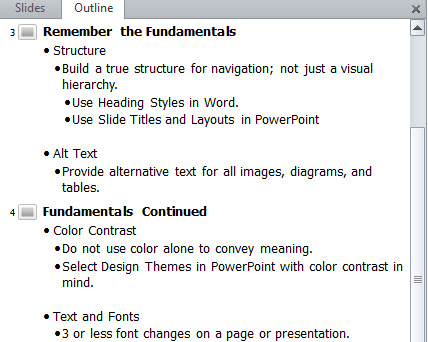 Slides Outline
3 Remember the Fundamentals
• Structure
• Build a true structure for navigation; not just a visual
hierarchy.
• Use Heading Styles in Word.
• Use Slide Titles and Layouts in PowerPoint
• Alt Text
• Provide alternative text for all images, diagrams, and
tables.
4 Fundamentals Continued
• Color Contrast
• Do not use color alone to convey meaning.
• Select Design Themes in PowerPoint with color contrast in
mind.
• Text and Fonts
• 3 or less font changes on a page or presentation.